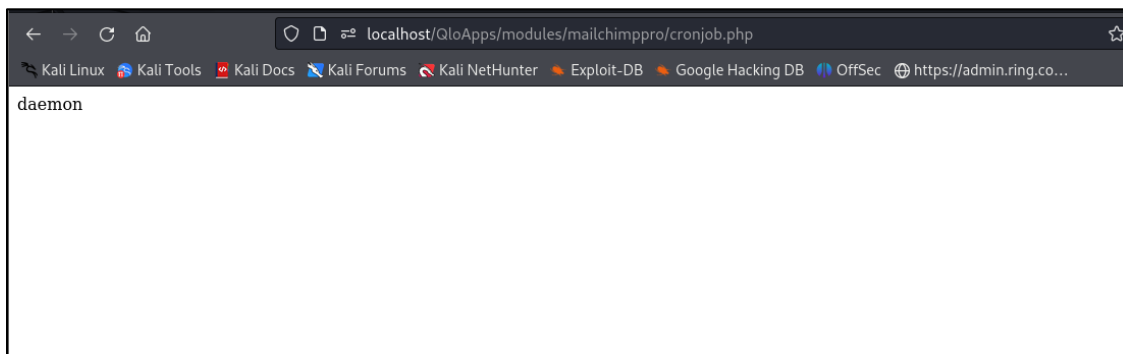 localhost/QloApps/modules/mailchimppro/cronjob.php
Kali Linux Kali Tools Kali Docs Kali Forums Kali NetHunter Exploit-DB Google Hacking DB OffSec https://admin.ring.co...
daemon